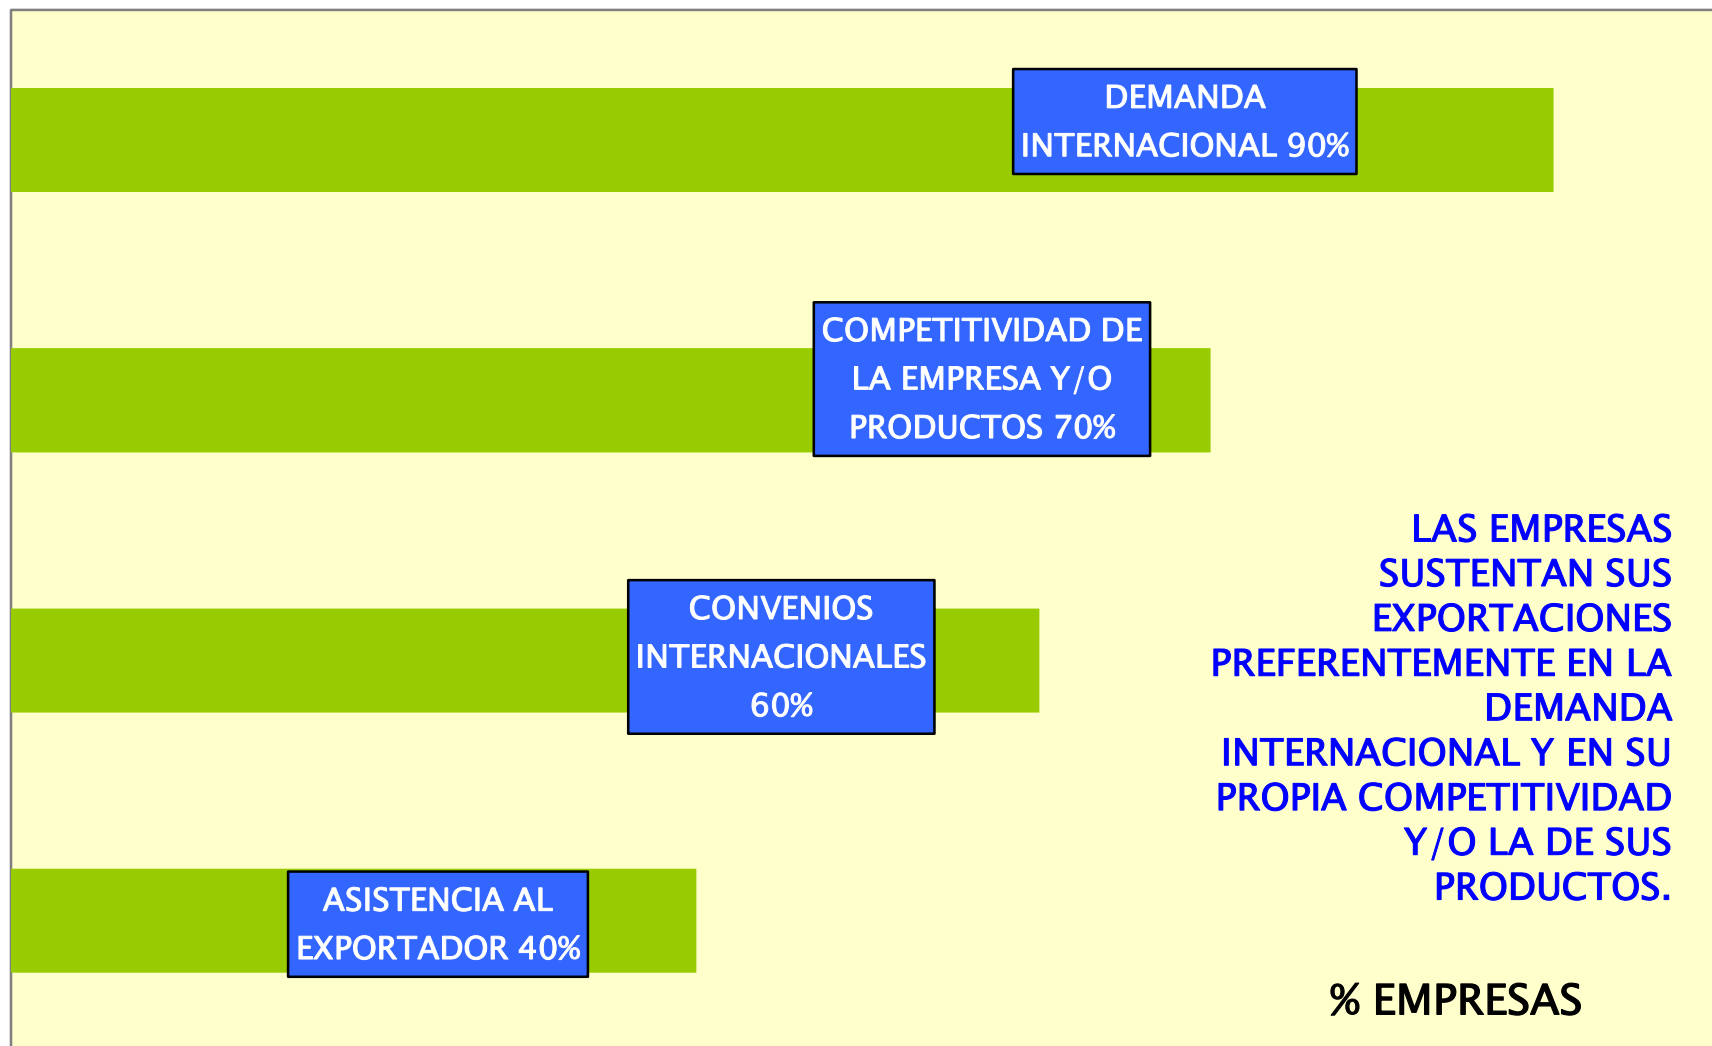 DEMANDA
INTERNACIONAL 90%
COMPETITIVIDAD DE
LA EMPRESA Y/O
PRODUCTOS 70%
CONVENIOS
INTERNACIONALES
60%
ASISTENCIA AL
EXPORTADOR 40%
LAS EMPRESAS
SUSTENTAN SUS
EXPORTACIONES
PREFERENTEMENTE EN LA
DEMANDA
INTERNACIONAL Y EN SU
PROPIA COMPETITIVIDAD
Y/O LA DE SUS
PRODUCTOS.
% EMPRESAS